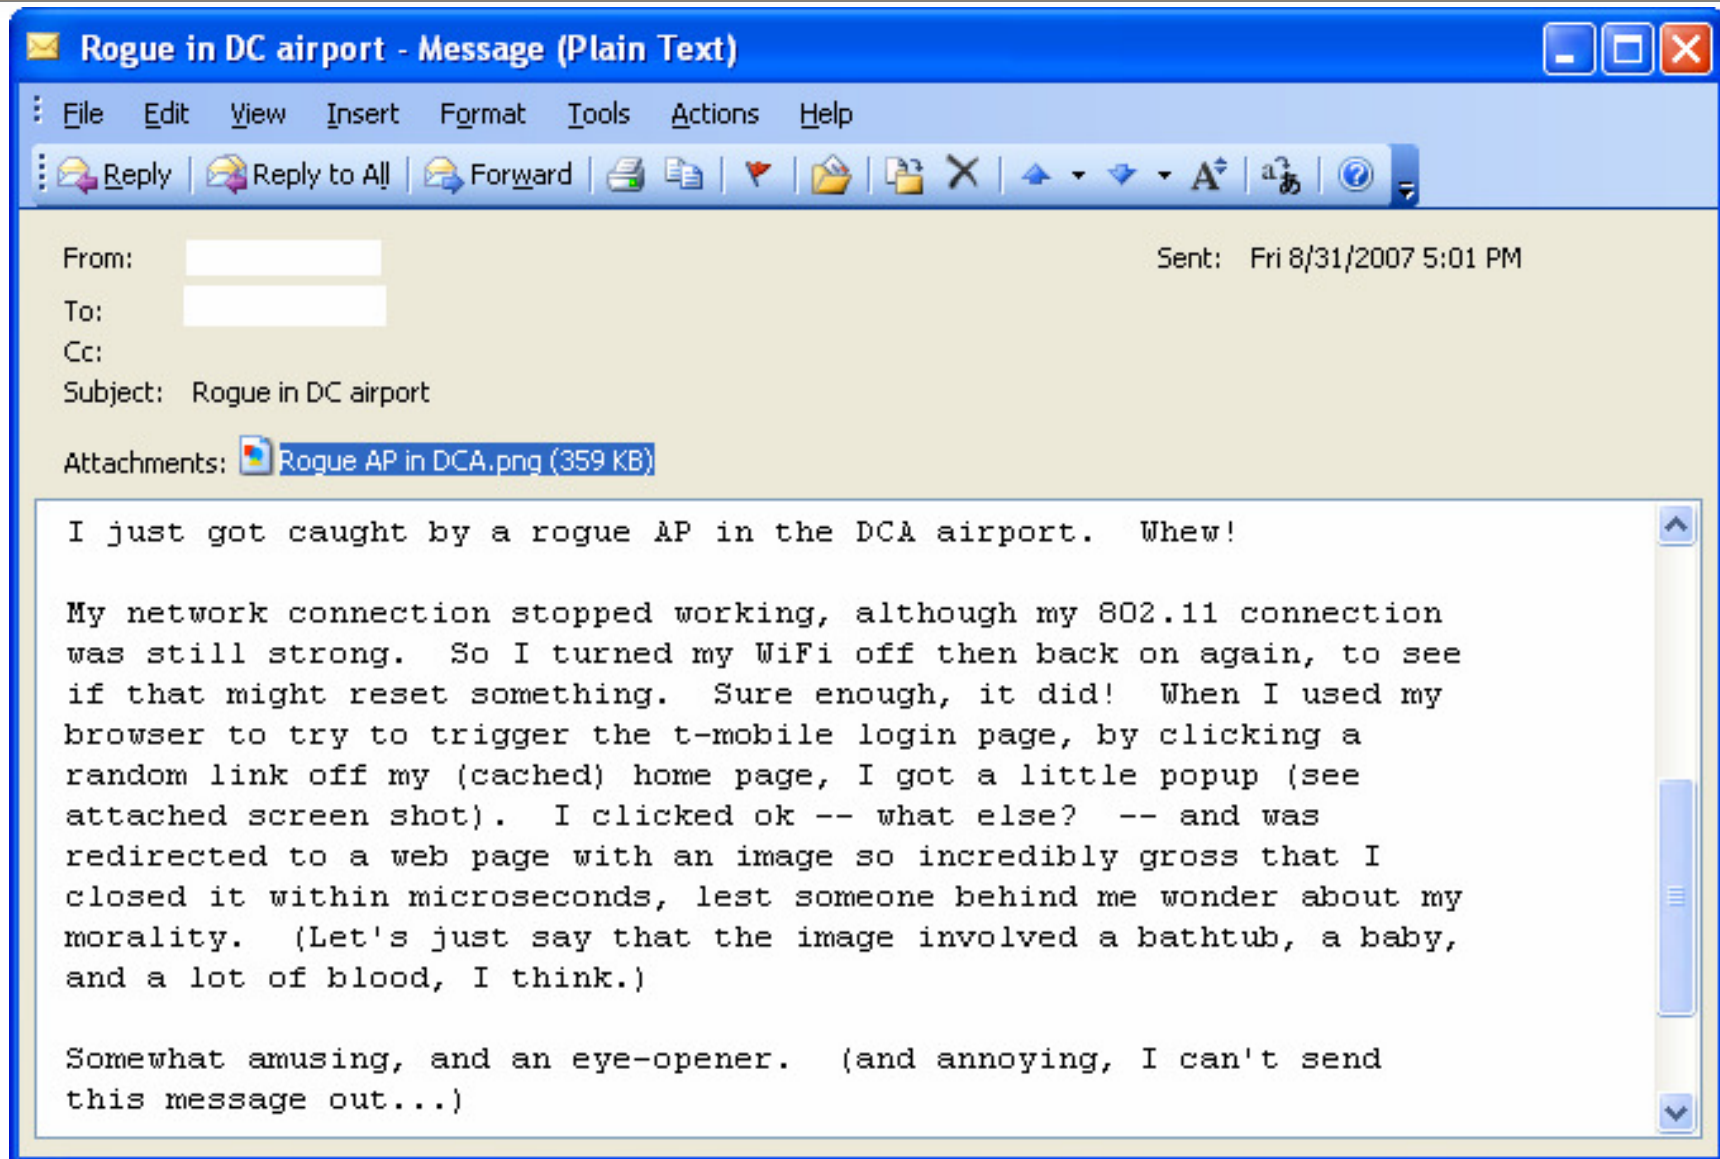 Rogue in DC airport - Message (Plain Text)
File Edit View Insert Format Tools Actions Help
Reply Reply to All Forward A a あ ?
From: Sent: Fri 8/31/2007 5:01 PM
To:
Cc:
Subject: Rogue in DC airport
Attachments: Rogue AP in DCA.png (359 KB)
I just got caught by a rogue AP in the DCA airport.  Whew!
My network connection stopped working, although my 802.11 connection
was still strong.  So I turned my WiFi off then back on again, to see
if that might reset something.  Sure enough, it did!  When I used my
browser to try to trigger the t-mobile login page, by clicking a
random link off my (cached) home page, I got a little popup (see
attached screen shot).  I clicked ok -- what else?  -- and was
redirected to a web page with an image so incredibly gross that I
closed it within microseconds, lest someone behind me wonder about my
morality.  (Let's just say that the image involved a bathtub, a baby,
and a lot of blood, I think.)
Somewhat amusing, and an eye-opener.  (and annoying, I can't send
this message out...)